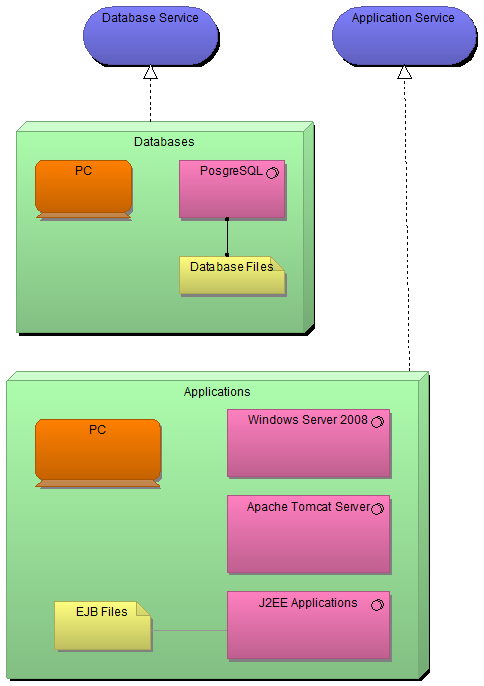 Database Service
Application Service
Databases
PC
PosgreSQL
Database Files
Applications
PC
Windows Server 2008
Apache Tomcat Server
EJB Files
J2EE Applications